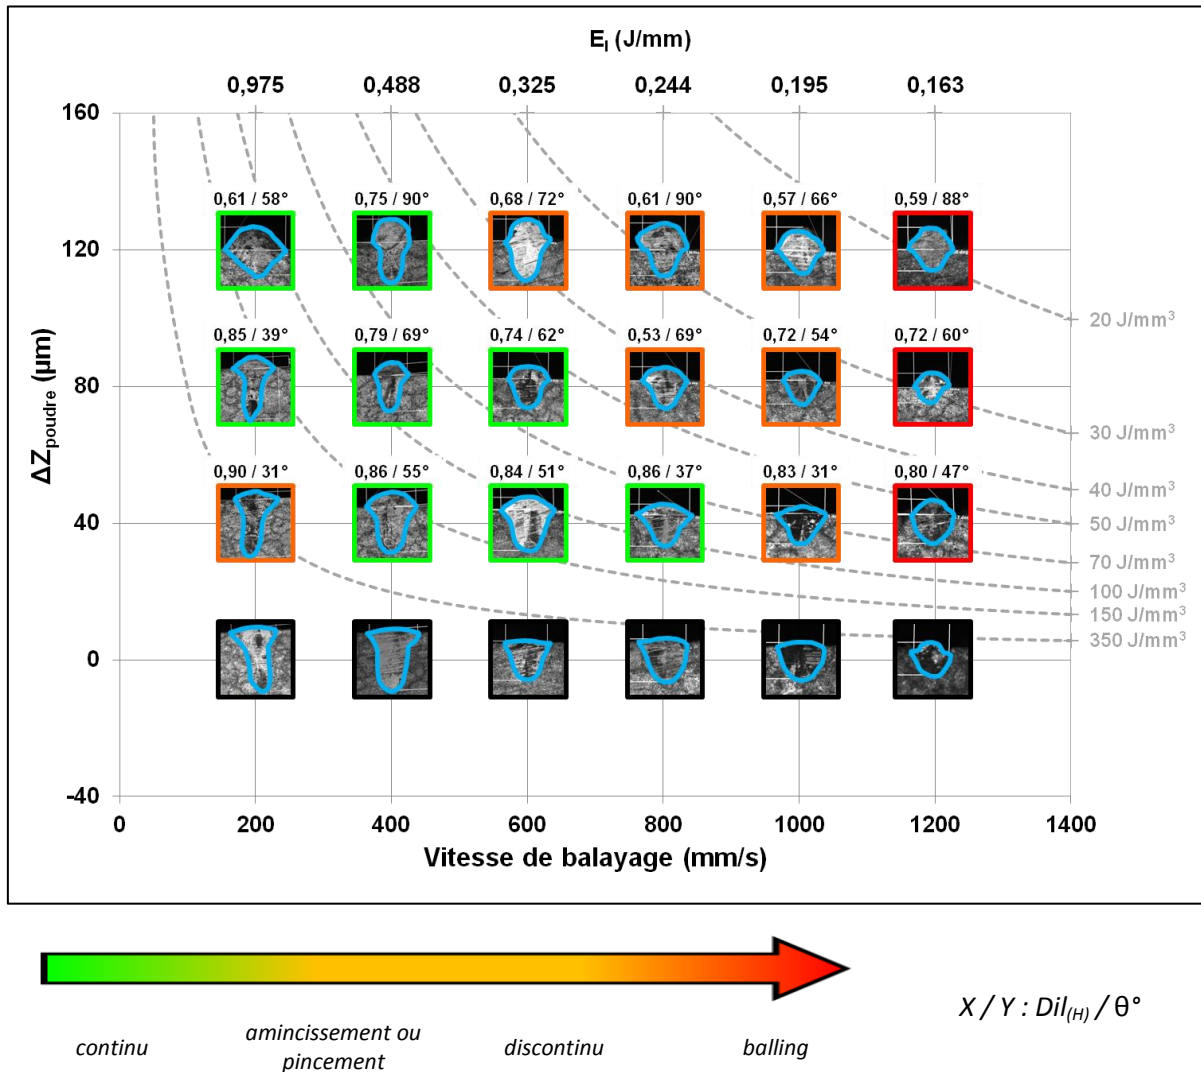 E_l (J/mm)
0,975 0,488 0,325 0,244 0,195 0,163
160
0,61 / 58° 0,75 / 90° 0,68 / 72° 0,61 / 90° 0,57 / 66° 0,59 / 88°
120
20 J/mm³
0,85 / 39 0,79 / 69° 0,74 / 62° 0,53 / 69° 0,72 / 54° 0,72 / 60°
80
ΔZ_poudre (µm)
30 J/mm³
0,90 / 31° 0,86 / 55° 0,84 / 51° 0,86 / 37° 0,83 / 31° 0,80 / 47°
40 J/mm³
40
50 J/mm³
70 J/mm³
100 J/mm³
150 J/mm³
350 J/mm³
0
-40
0 200 400 600 800 1000 1200 1400
Vitesse de balayage (mm/s)
X / Y : Dil_(H) / θ°
continu
amincissement ou
pincement
discontinu
balling